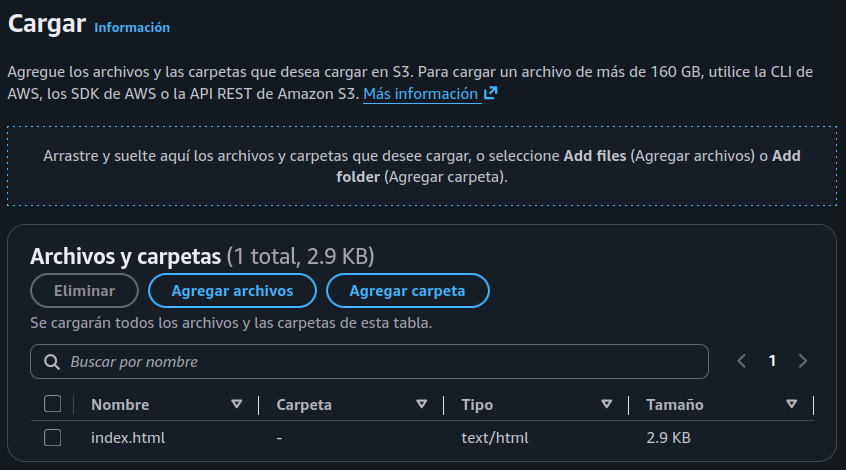 Cargar Información
Agregue los archivos y las carpetas que desea cargar en S3. Para cargar un archivo de más de 160 GB, utilice la CLI de
AWS, los SDK de AWS o la API REST de Amazon S3. Más información
Arrastre y suelte aquí los archivos y carpetas que desee cargar, o seleccione Add files (Agregar archivos) o Add
folder (Agregar carpeta).
Archivos y carpetas (1 total, 2.9 KB)
Eliminar Agregar archivos Agregar carpeta
Se cargarán todos los archivos y las carpetas de esta tabla.
Buscar por nombre 1
Nombre Carpeta Tipo Tamaño
index.html - text/html 2.9 KB